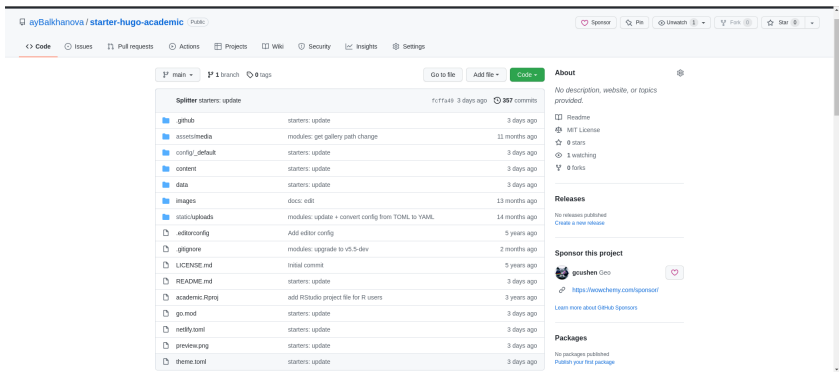 ayBalkhanova / starter-hugo-academic Public
Sponsor Pin Unwatch 1 Fork 0 Star 0
Code Issues Pull requests Actions Projects Wiki Security Insights Settings
main 1 branch 0 tags Go to file Add file Code
Splitter starters: update fcffa40 3 days ago 357 commits
.github starters: update 3 days ago
assets/media modules: get gallery path change 11 months ago
config/_default starters: update 3 days ago
content starters: update 3 days ago
data starters: update 3 days ago
images docs: edit 13 months ago
static/uploads modules: update + convert config from TOML to YAML 14 months ago
.editorconfig Add editor config 5 years ago
.gitignore modules: upgrade to v5.5-dev 2 months ago
LICENSE.md Initial commit 5 years ago
README.md starters: update 3 days ago
academic.Rproj add RStudio project file for R users 3 years ago
go.mod starters: update 3 days ago
netlify.toml starters: update 3 days ago
preview.png starters: update 3 days ago
theme.toml starters: update 3 days ago
About
No description, website, or topics
provided.
Readme
MIT License
0 stars
1 watching
0 forks
Releases
No releases published
Create a new release
Sponsor this project
gcushen Geo
https://wowchemy.com/sponsor/
Learn more about GitHub Sponsors
Packages
No packages published
Publish your first package